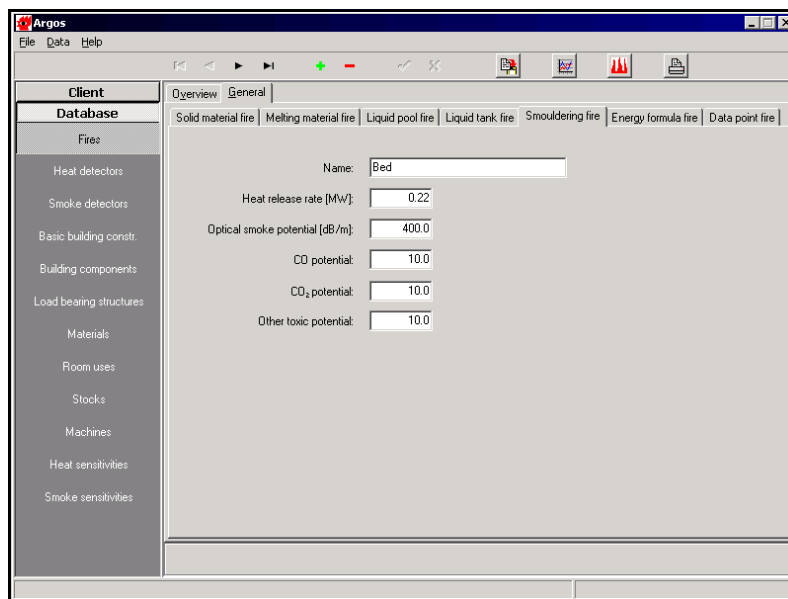 Argos
File Data Help
Client
Database
Fires
Heat detectors
Smoke detectors
Basic building constr.
Building components
Load bearing structures
Materials
Room uses
Stocks
Machines
Heat sensitivities
Smoke sensitivities
Overview General
Solid material fire Melting material fire Liquid pool fire Liquid tank fire Smouldering fire Energy formula fire Data point fire
Name: Bed
Heat release rate [MW]: 0.22
Optical smoke potential [dB/m]: 400.0
CO potential: 10.0
CO₂ potential: 10.0
Other toxic potential: 10.0